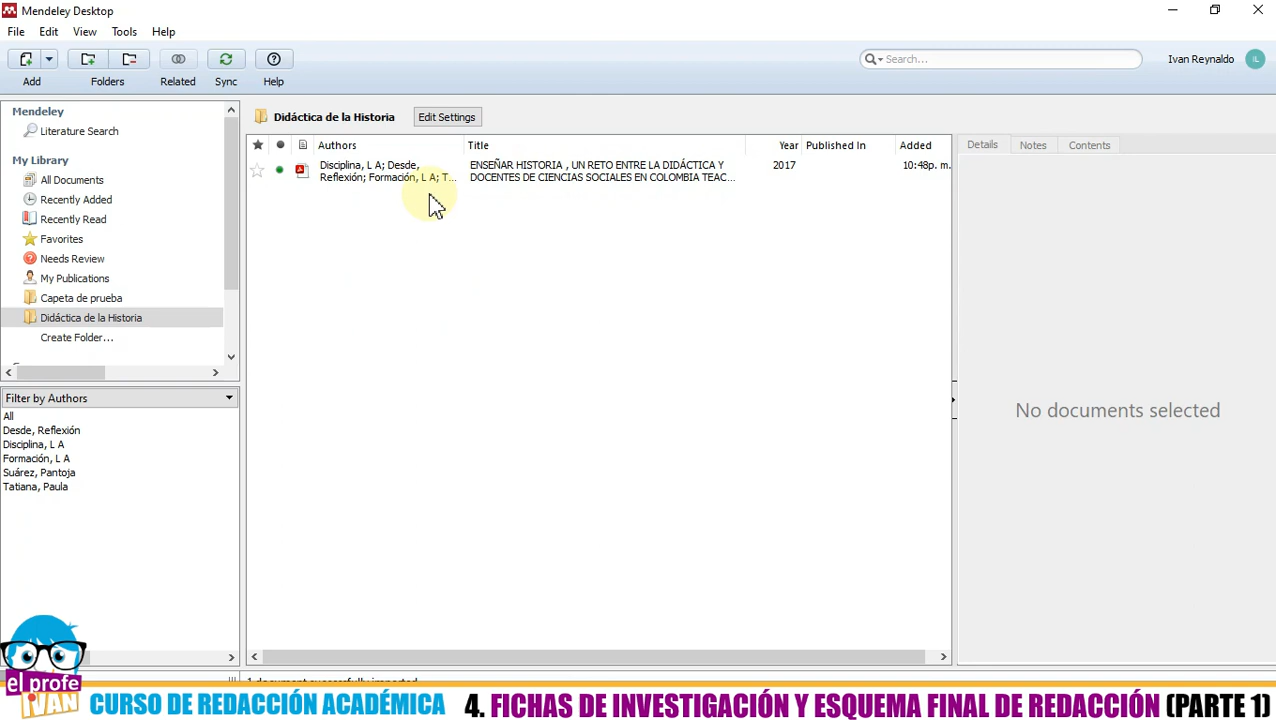 Mendeley Desktop
File Edit View Tools Help
Search...
Ivan Reynaldo IL
Add Folders Related Sync Help
Mendeley
Literature Search
My Library
All Documents
Recently Added
Recently Read
Favorites
Needs Review
My Publications
Capeta de prueba
Didáctica de la Historia
Create Folder...
Filter by Authors
All
Desde, Reflexión
Disciplina, L A
Formación, L A
Suárez, Pantoja
Tatiana, Paula
Didáctica de la Historia Edit Settings
Authors Title Year Published In Added
Disciplina, L A; Desde, ENSEÑAR HISTORIA , UN RETO ENTRE LA DIDÁCTICA Y 2017 10:48p. m.
Reflexión; Formación, L A; T... DOCENTES DE CIENCIAS SOCIALES EN COLOMBIA TEAC...
Details Notes Contents
No documents selected
1 document successfully imported
el profe
iVAN
CURSO DE REDACCIÓN ACADÉMICA 4. FICHAS DE INVESTIGACIÓN Y ESQUEMA FINAL DE REDACCIÓN (PARTE 1)